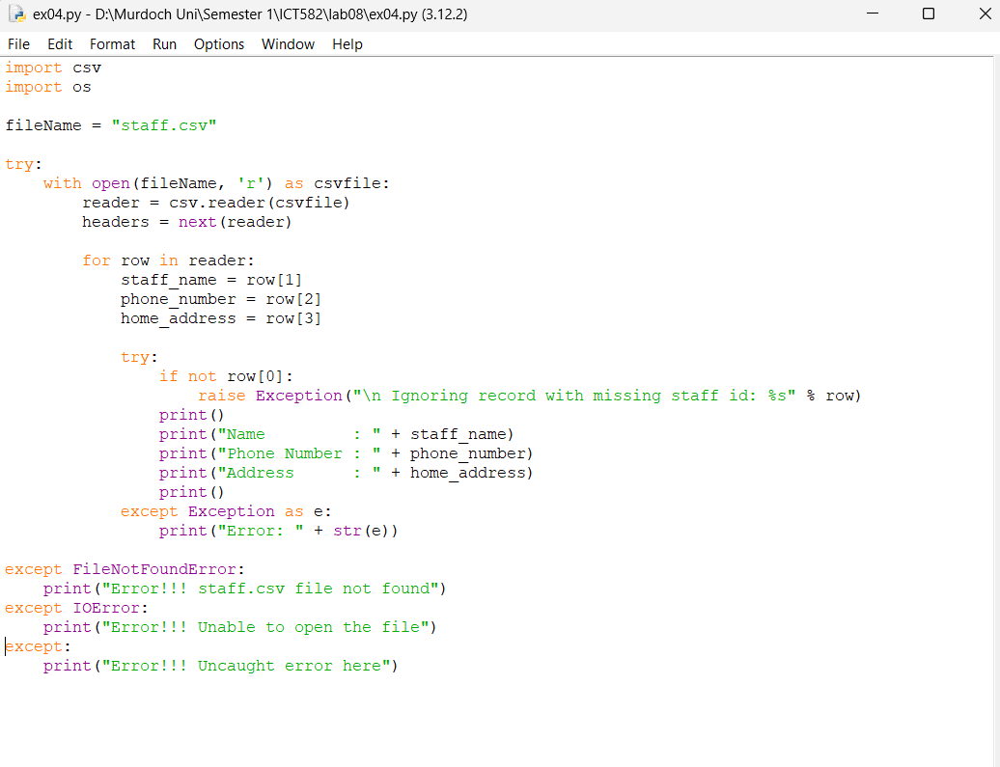 ex04.py - D:\Murdoch Uni\Semester 1\ICT582\lab08\ex04.py (3.12.2)
File Edit Format Run Options Window Help
import csv
import os

fileName = "staff.csv"

try:
    with open(fileName, 'r') as csvfile:
        reader = csv.reader(csvfile)
        headers = next(reader)

        for row in reader:
            staff_name = row[1]
            phone_number = row[2]
            home_address = row[3]

            try:
                if not row[0]:
                    raise Exception("\n Ignoring record with missing staff id: %s" % row)
                print()
                print("Name         : " + staff_name)
                print("Phone Number : " + phone_number)
                print("Address      : " + home_address)
                print()
            except Exception as e:
                print("Error: " + str(e))

except FileNotFoundError:
    print("Error!!! staff.csv file not found")
except IOError:
    print("Error!!! Unable to open the file")
except:
    print("Error!!! Uncaught error here")